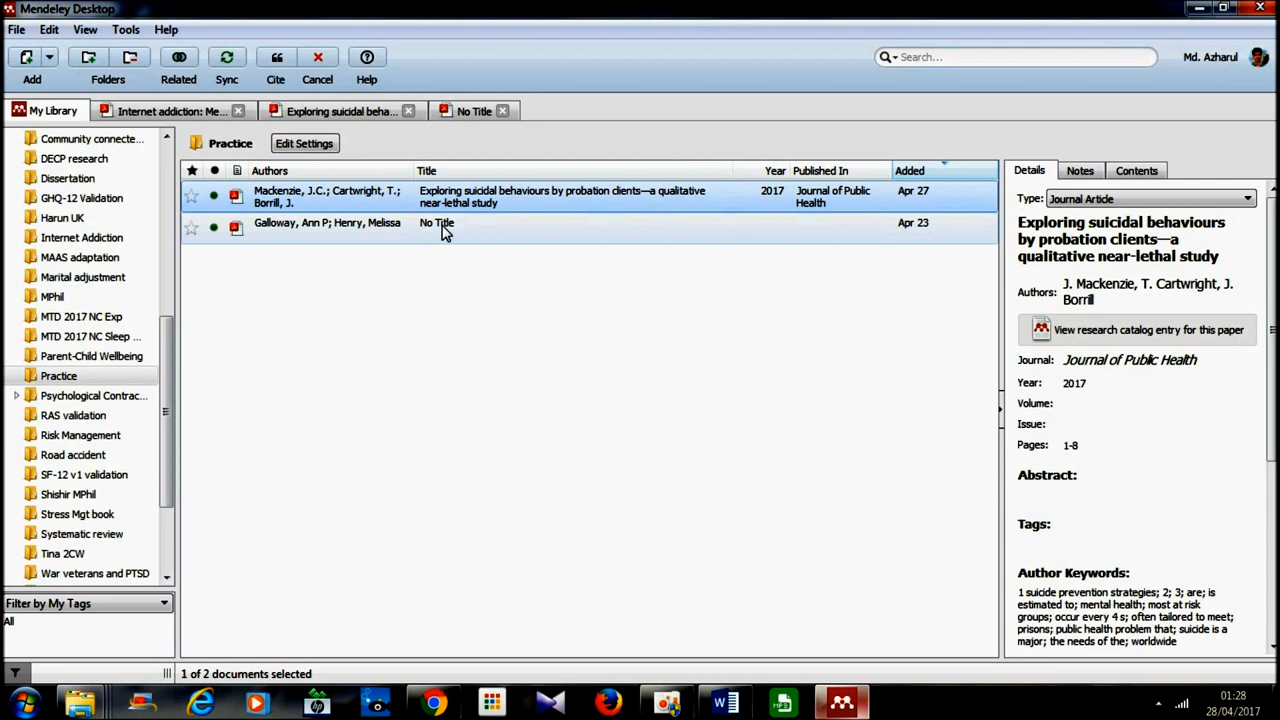 Mendeley Desktop
File Edit View Tools Help
Search...
Md. Azharul
Add Folders Related Sync Cite Cancel Help
My Library Internet addiction: Me... Exploring suicidal beha... No Title
Community connecte...
DECP research
Dissertation
GHQ-12 Validation
Harun UK
Internet Addiction
MAAS adaptation
Marital adjustment
MPhil
MTD 2017 NC Exp
MTD 2017 NC Sleep ...
Parent-Child Wellbeing
Practice
Psychological Contrac...
RAS validation
Risk Management
Road accident
SF-12 v1 validation
Shishir MPhil
Stress Mgt book
Systematic review
Tina 2CW
War veterans and PTSD
Filter by My Tags
All
Practice Edit Settings
Authors Title Year Published In Added
Mackenzie, J.C.; Cartwright, T.; Exploring suicidal behaviours by probation clients—a qualitative 2017 Journal of Public Apr 27
Borrill, J. near-lethal study Health
Galloway, Ann P; Henry, Melissa No Title Apr 23
1 of 2 documents selected
Details Notes Contents
Type: Journal Article
Exploring suicidal behaviours
by probation clients—a
qualitative near-lethal study
Authors: J. Mackenzie, T. Cartwright, J.
Borrill
View research catalog entry for this paper
Journal: Journal of Public Health
Year: 2017
Volume:
Issue:
Pages: 1-8
Abstract:
Tags:
Author Keywords:
1 suicide prevention strategies; 2; 3; are; is
estimated to; mental health; most at risk
groups; occur every 4 s; often tailored to meet;
prisons; public health problem that; suicide is a
major; the needs of the; worldwide
MP3
01:28
28/04/2017